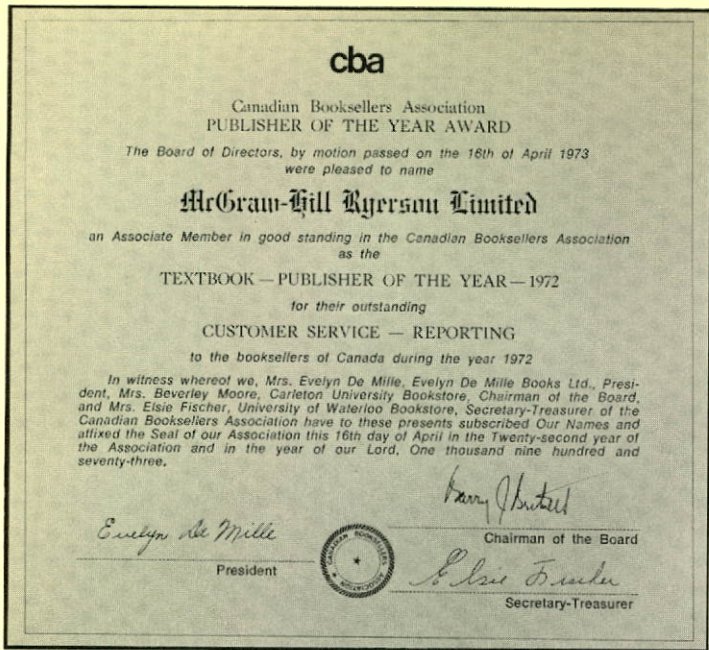 cba
Canadian Booksellers Association
PUBLISHER OF THE YEAR AWARD
The Board of Directors, by motion passed on the 16th of April 1973
were pleased to name
McGraw-Hill Ryerson Limited
an Associate Member in good standing in the Canadian Booksellers Association
as the
TEXTBOOK — PUBLISHER OF THE YEAR — 1972
for their outstanding
CUSTOMER SERVICE — REPORTING
to the booksellers of Canada during the year 1972
In witness whereof we, Mrs. Evelyn De Mille, Evelyn De Mille Books Ltd., Presi-
dent, Mrs. Beverley Moore, Carleton University Bookstore, Chairman of the Board,
and Mrs. Elsie Fischer, University of Waterloo Bookstore, Secretary-Treasurer of the
Canadian Booksellers Association have to these presents subscribed Our Names and
affixed the Seal of our Association this 16th day of April in the Twenty-second year of
the Association and in the year of our Lord, One thousand nine hundred and
seventy-three.
Chairman of the Board
Evelyn De Mille
President
CANADIAN BOOKSELLERS ASSOCIATION
Elsie Fischer
Secretary-Treasurer